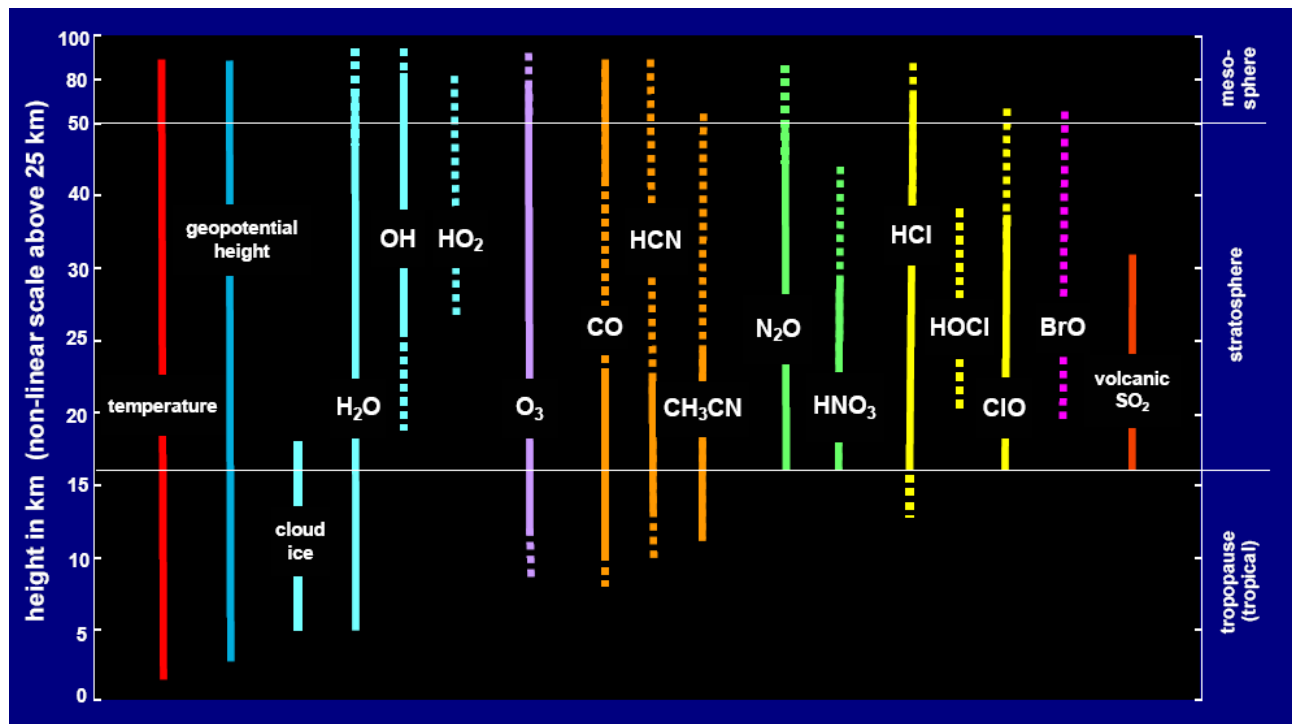 height in km (non-linear scale above 25 km)
100
80
50
40
30
25
20
15
10
5
0
temperature
geopotential
height
cloud
ice
H₂O
OH
HO₂
O₃
CO
HCN
CH₃CN
N₂O
HNO₃
HCl
HOCl
ClO
BrO
volcanic
SO₂
meso-
sphere
stratosphere
tropopause
(tropical)